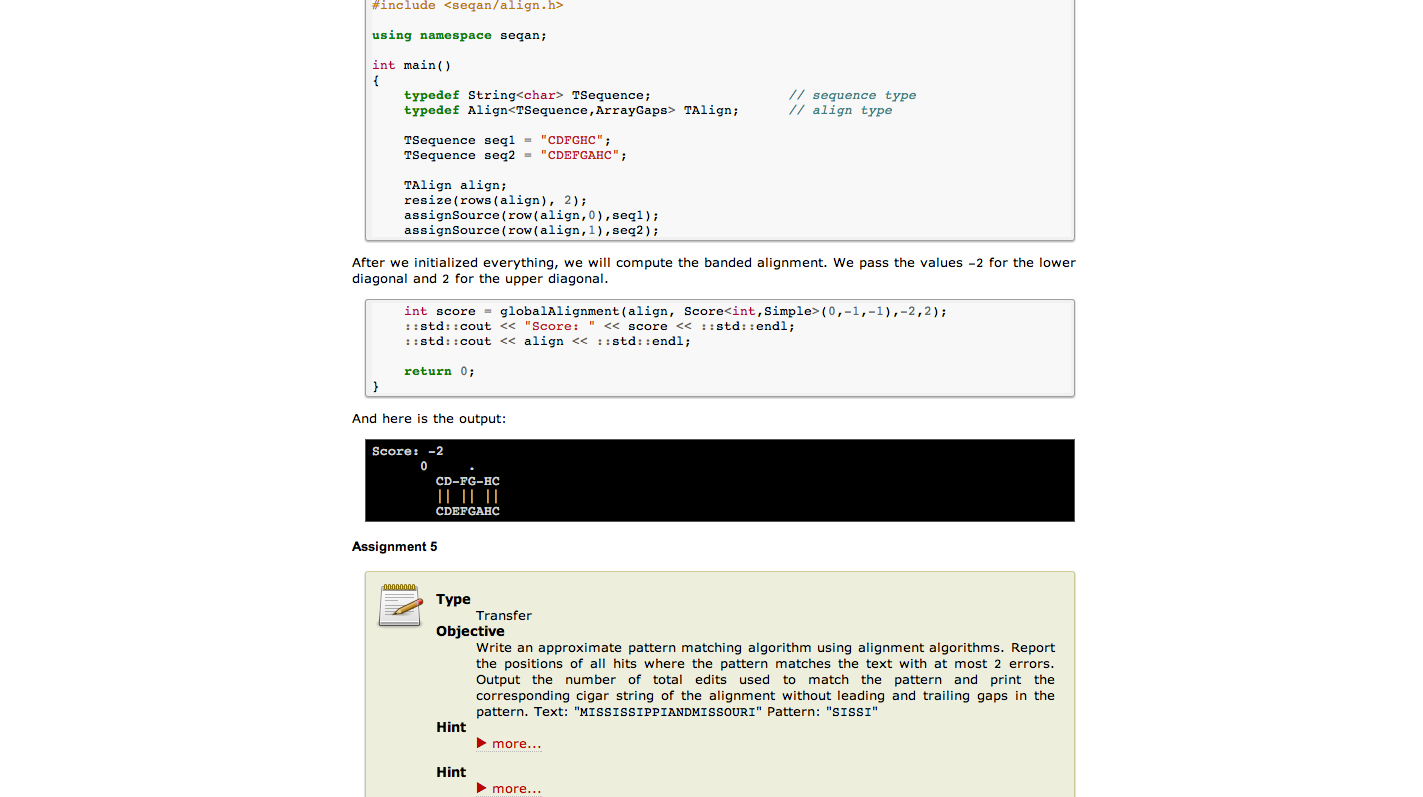 #include <seqan/align.h>
using namespace seqan;
int main()
{
    typedef String<char> TSequence;                 // sequence type
    typedef Align<TSequence,ArrayGaps> TAlign;      // align type
    TSequence seq1 = "CDFGHC";
    TSequence seq2 = "CDEFGAHC";
    TAlign align;
    resize(rows(align), 2);
    assignSource(row(align,0),seq1);
    assignSource(row(align,1),seq2);
After we initialized everything, we will compute the banded alignment. We pass the values -2 for the lower
diagonal and 2 for the upper diagonal.
    int score = globalAlignment(align, Score<int,Simple>(0,-1,-1),-2,2);
    ::std::cout << "Score: " << score << ::std::endl;
    ::std::cout << align << ::std::endl;
    return 0;
}
And here is the output:
Score: -2
      0     .
        CD-FG-HC
        || || ||
        CDEFGAHC
Assignment 5
Type
Transfer
Objective
Write an approximate pattern matching algorithm using alignment algorithms. Report
the positions of all hits where the pattern matches the text with at most 2 errors.
Output the number of total edits used to match the pattern and print the
corresponding cigar string of the alignment without leading and trailing gaps in the
pattern. Text: "MISSISSIPPIANDMISSOURI" Pattern: "SISSI"
Hint
more...
Hint
more...